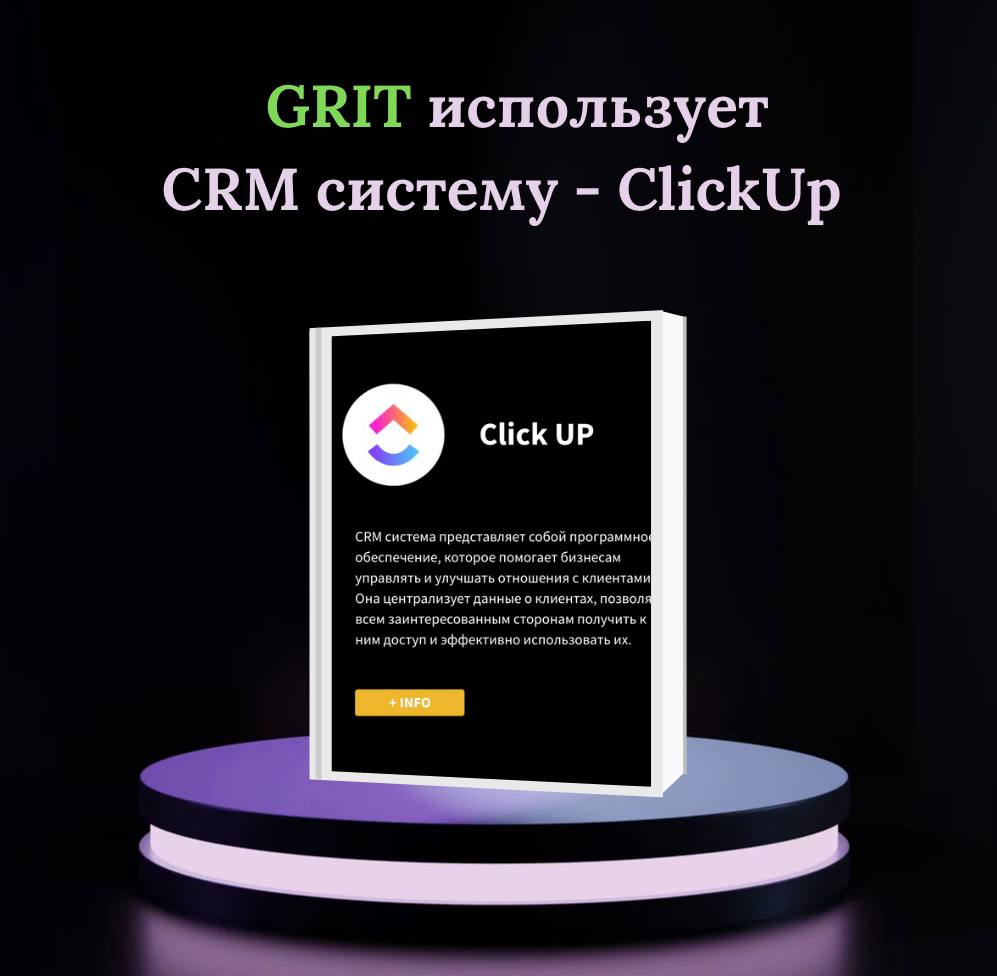 GRIT использует
CRM систему - ClickUp
Click UP
CRM система представляет собой программное
обеспечение, которое помогает бизнесам
управлять и улучшать отношения с клиентами
Она централизует данные о клиентах, позволя
всем заинтересованным сторонам получить к
ним доступ и эффективно использовать их.
+ INFO